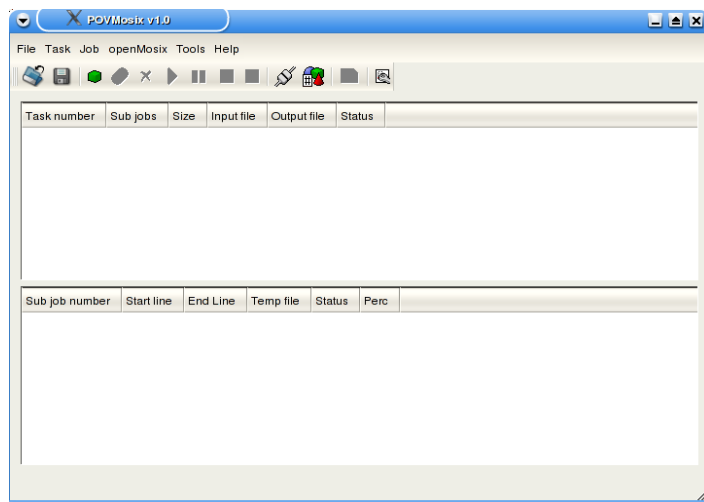 POVMosix v1.0
File Task Job openMosix Tools Help
Task number Sub jobs Size Input file Output file Status
Sub job number Start line End Line Temp file Status Perc